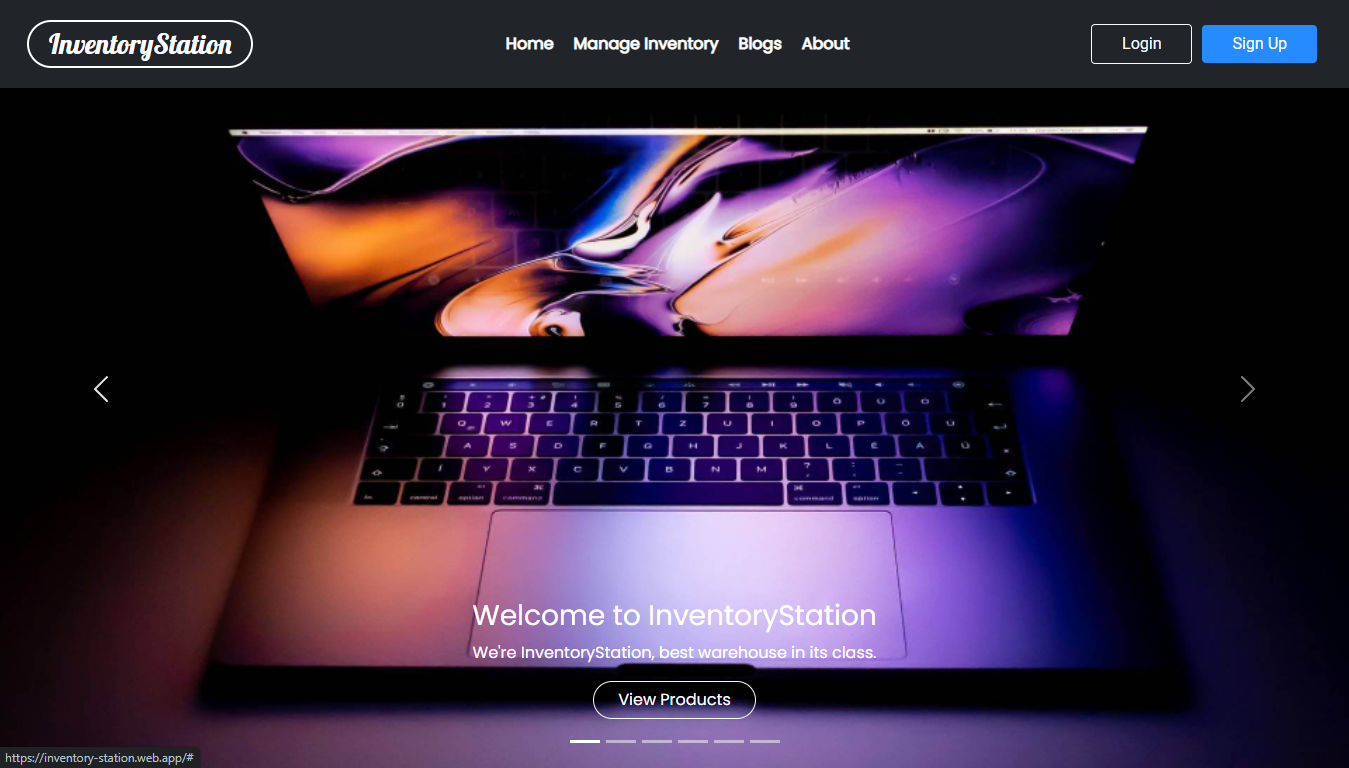 InventoryStation
Home Manage Inventory Blogs About
Login Sign Up
Welcome to InventoryStation
We're InventoryStation, best warehouse in its class.
View Products
https://inventory-station.web.app/#